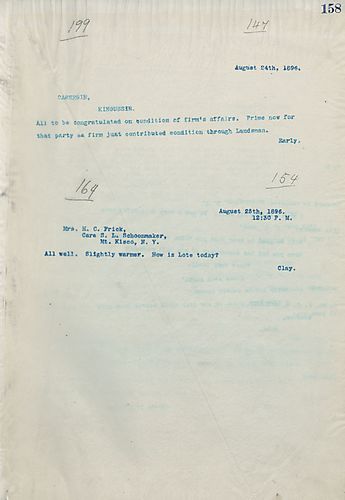 158
199 147
August 24th, 1896.
CARNEGIE,
KINGUSSIE.
All to be congratulated on condition of firm's affairs. Prime now for
that party as firm just contributed condition through Landsman.
Early.
169 154
August 25th, 1896.
12:30 P. M.
Mrs. H. C. Frick,
Care S. L. Schoonmaker,
Mt. Kisco, N. Y.
All well. Slightly warmer. How is Lote today?
Clay.